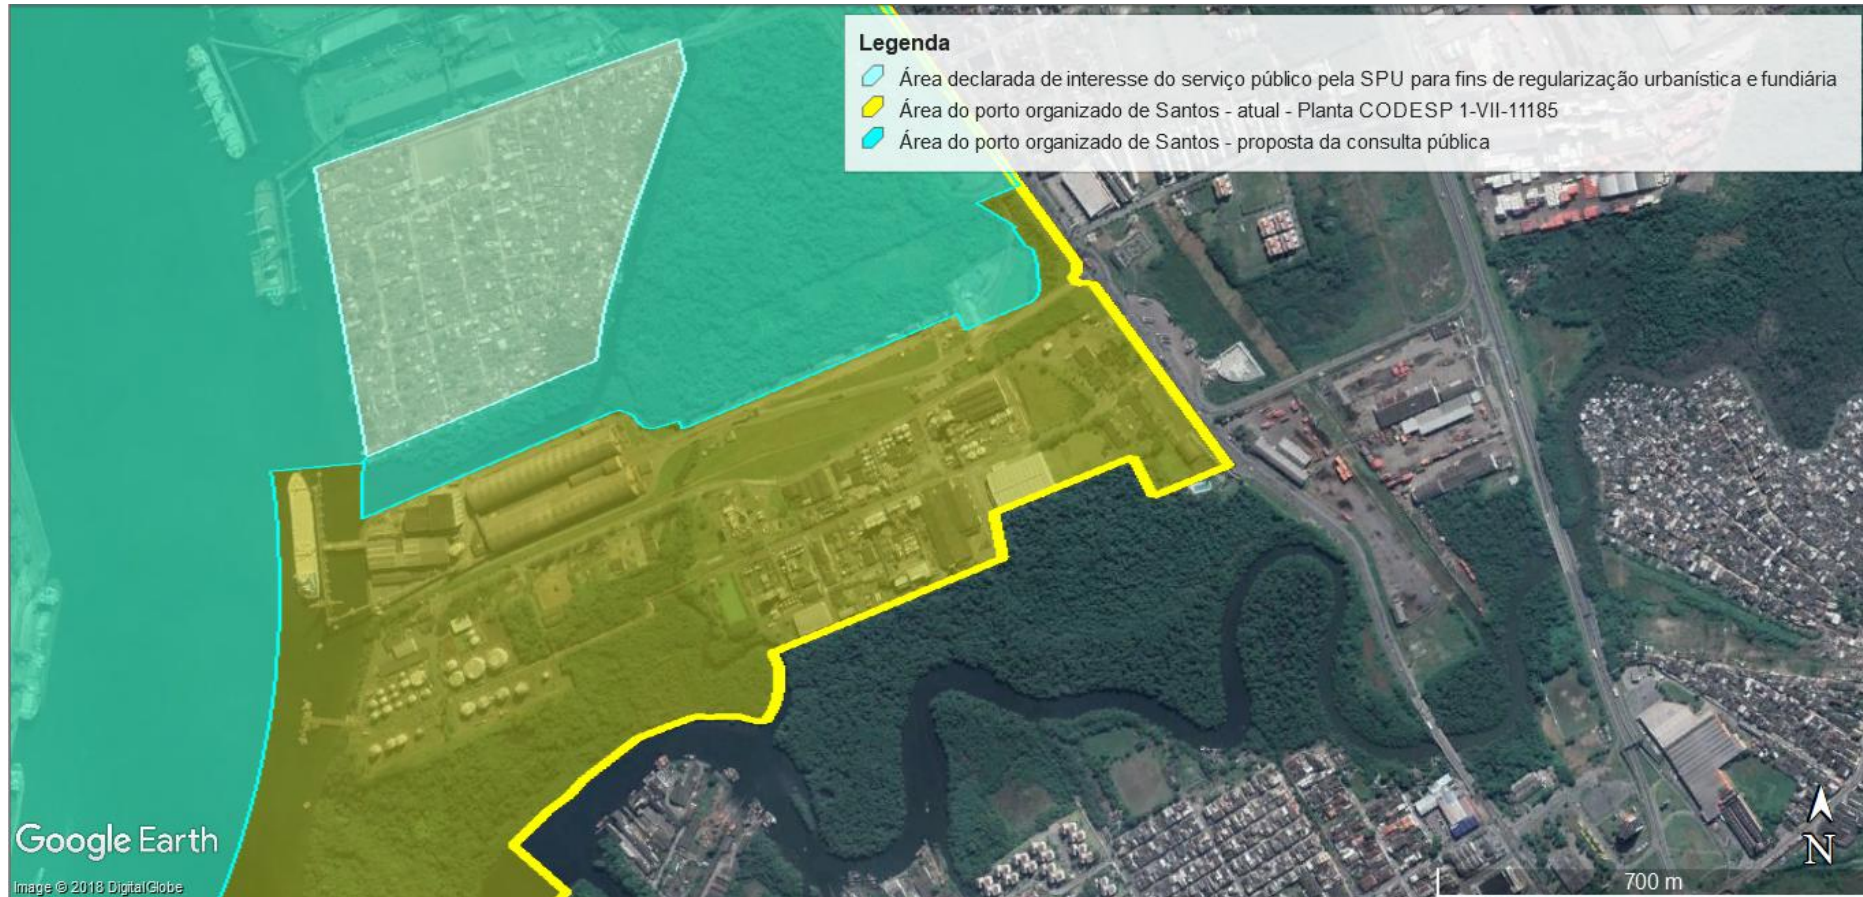 Legenda
Área declarada de interesse do serviço público pela SPU para fins de regularização urbanística e fundiária
Área do porto organizado de Santos - atual - Planta CODESP 1-VII-11185
Área do porto organizado de Santos - proposta da consulta pública
Google Earth
Image © 2018 DigitalGlobe
N
700 m